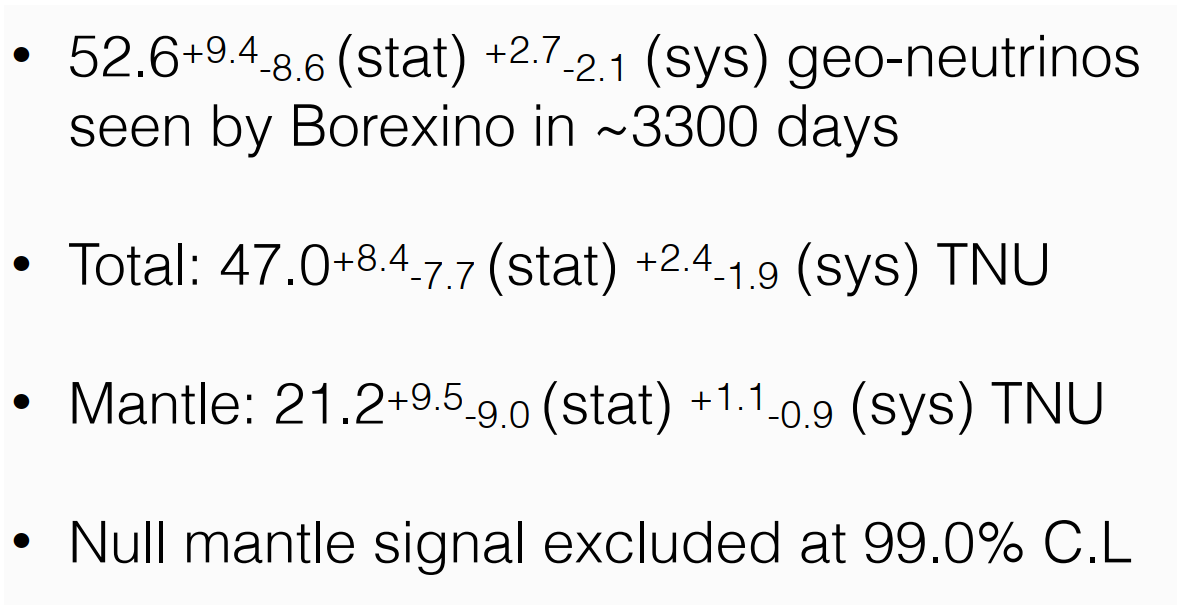 • 52.6+9.4-8.6 (stat) +2.7-2.1 (sys) geo-neutrinos
seen by Borexino in ~3300 days
• Total: 47.0+8.4-7.7 (stat) +2.4-1.9 (sys) TNU
• Mantle: 21.2+9.5-9.0 (stat) +1.1-0.9 (sys) TNU
• Null mantle signal excluded at 99.0% C.L